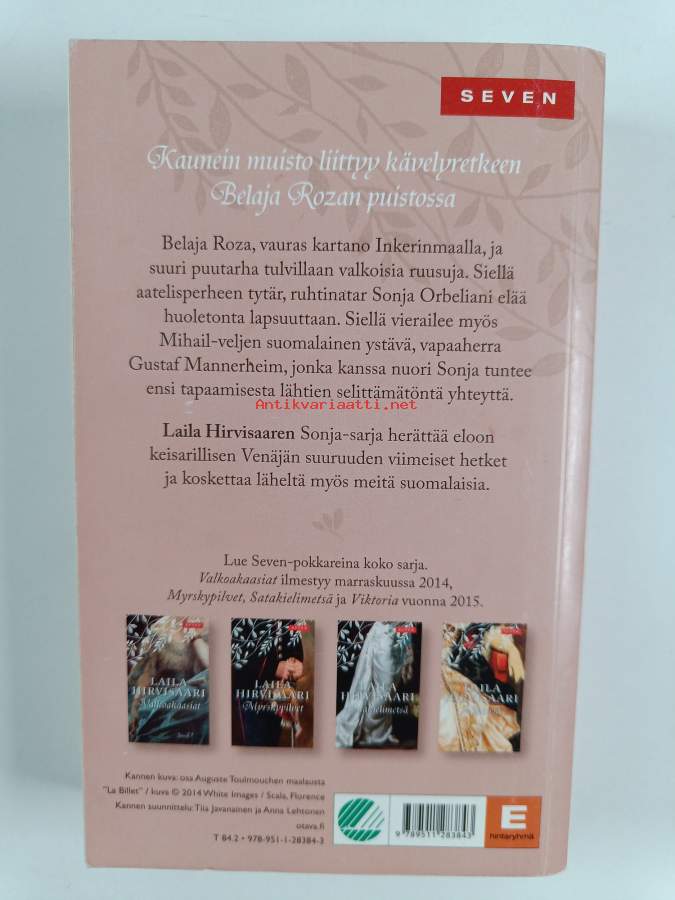 SEVEN
Kaunein muisto liittyy kävelyretkeen
Belaja Rozan puistossa
Belaja Roza, vauras kartano Inkerinmaalla, ja
suuri puutarha tulvillaan valkoisia ruusuja. Siellä
aatelisperheen tytär, ruhtinatar Sonja Orbeliani elää
huoletonta lapsuuttaan. Siellä vierailee myös
Mihail-veljen suomalainen ystävä, vapaaherra
Gustaf Mannerheim, jonka kanssa nuori Sonja tuntee
ensi tapaamisesta lähtien selittämätöntä yhteyttä.
Antikvariaatti.net
Laila Hirvisaaren Sonja-sarja herättää eloon
keisarillisen Venäjän suuruuden viimeiset hetket
ja koskettaa läheltä myös meitä suomalaisia.
Lue Seven-pokkareina koko sarja.
Valkoakaasiat ilmestyy marraskuussa 2014,
Myrskypilvet, Satakielimetsä ja Viktoria vuonna 2015.
LAILA
HIRVISAARI
Valkoakaasiat
LAILA
HIRVISAARI
Myrskypilvet
Kannen kuva: osa Auguste Toulmouchen maalausta
"La Billet" / kuva © 2014 White Images / Scala, Florence
Kannen suunnittelu: Tiia Javanainen ja Anna Lehtonen
otava.fi
T 84.2 • 978-951-1-28384-3
9 789511 283843
E
hintaryhmä